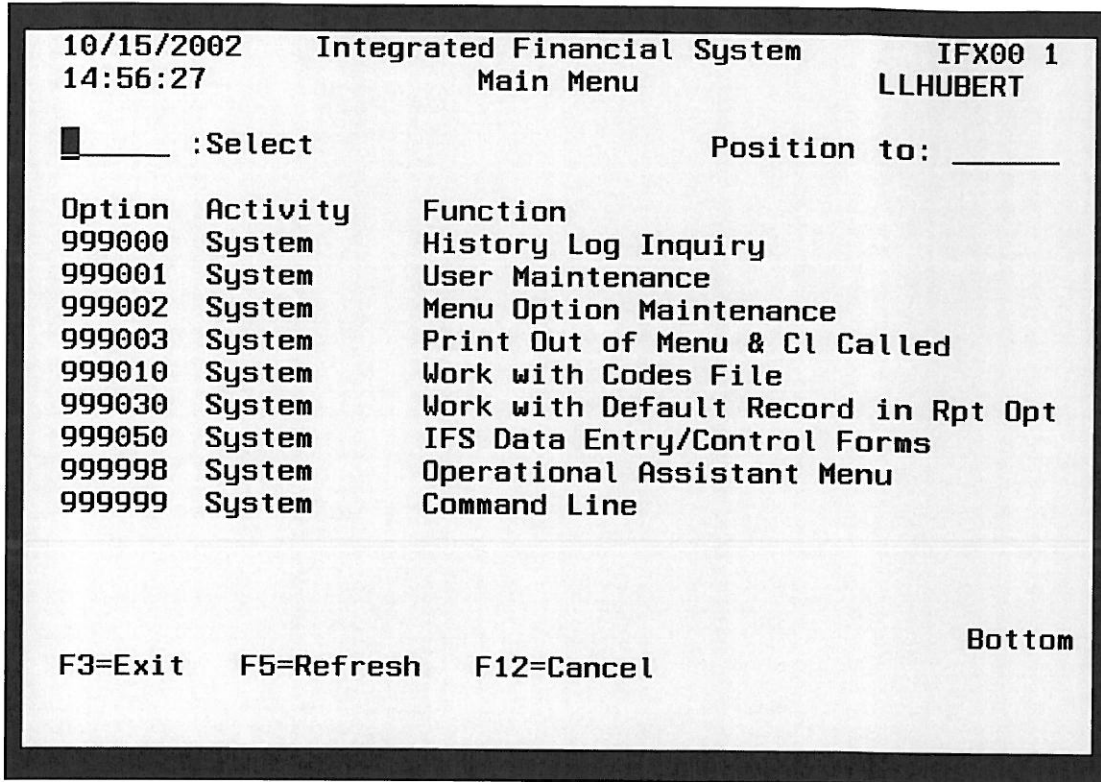 10/15/2002 Integrated Financial System IFX00 1
14:56:27 Main Menu LLHUBERT
______ :Select Position to: ______
Option Activity Function
999000 System History Log Inquiry
999001 System User Maintenance
999002 System Menu Option Maintenance
999003 System Print Out of Menu & Cl Called
999010 System Work with Codes File
999030 System Work with Default Record in Rpt Opt
999050 System IFS Data Entry/Control Forms
999998 System Operational Assistant Menu
999999 System Command Line
Bottom
F3=Exit F5=Refresh F12=Cancel